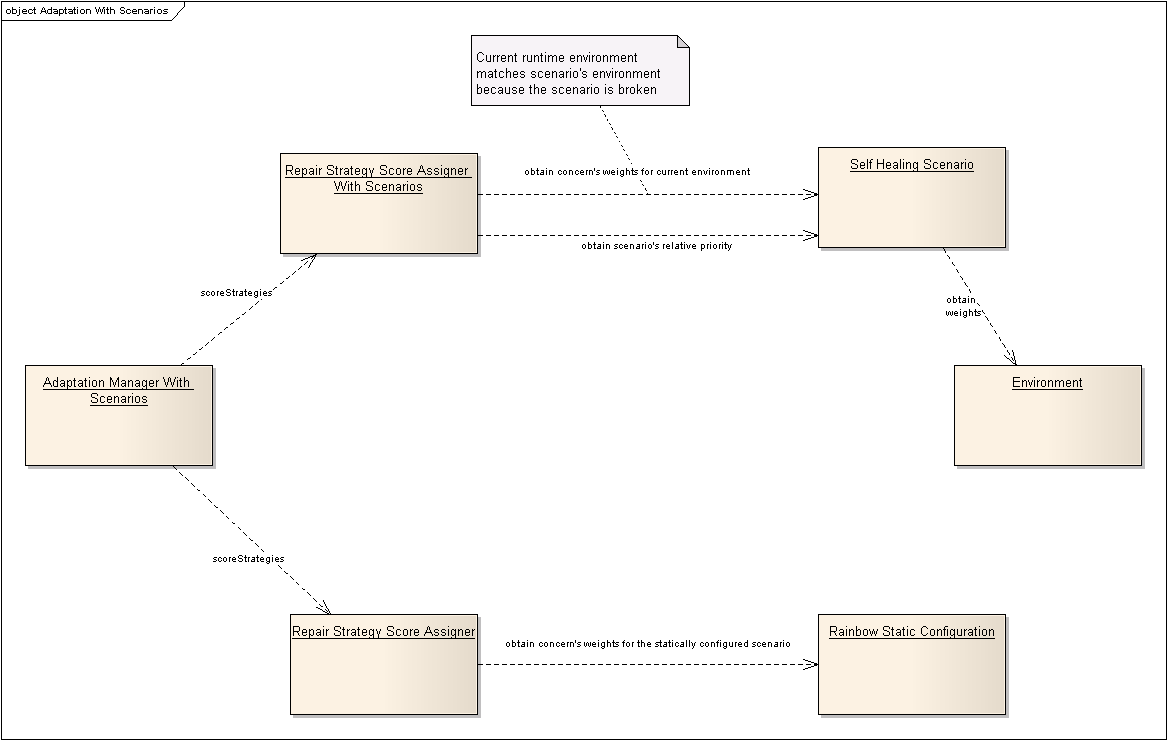 object Adaptation With Scenarios
Current runtime environment
matches scenario's environment
because the scenario is broken
Repair Strategy Score Assigner
With Scenarios
obtain concern's weights for current environment
Self Healing Scenario
obtain scenario's relative priority
scoreStrategies
obtain
weights
Adaptation Manager With
Scenarios
Environment
scoreStrategies
Repair Strategy Score Assigner
obtain concern's weights for the statically configured scenario
Rainbow Static Configuration